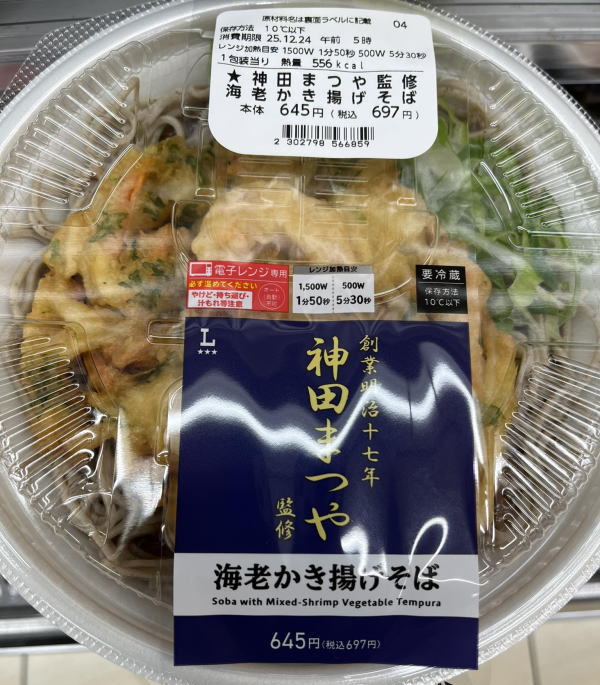 原材料名は裏面ラベルに記載 04
保存方法 10℃以下
消費期限 25.12.24 午前 5時
レンジ加熱目安 1500W 1分50秒 500W 5分30秒
1包装当り 熱量 556kcal
★神田まつや監修
海老かき揚げそば
本体 645円(税込 697円)
2 302798 566859
電子レンジ専用
必ず温めてください
やけど・持ち運び・
汁もれ等注意
オート
自動
不可
レンジ加熱目安
1,500W 500W
1分50秒 5分30秒
要冷蔵
保存方法
10℃以下
L
★★★
創業明治十七年
神田まつや
監修
海老かき揚げそば
Soba with Mixed-Shrimp Vegetable Tempura
645円(税込697円)